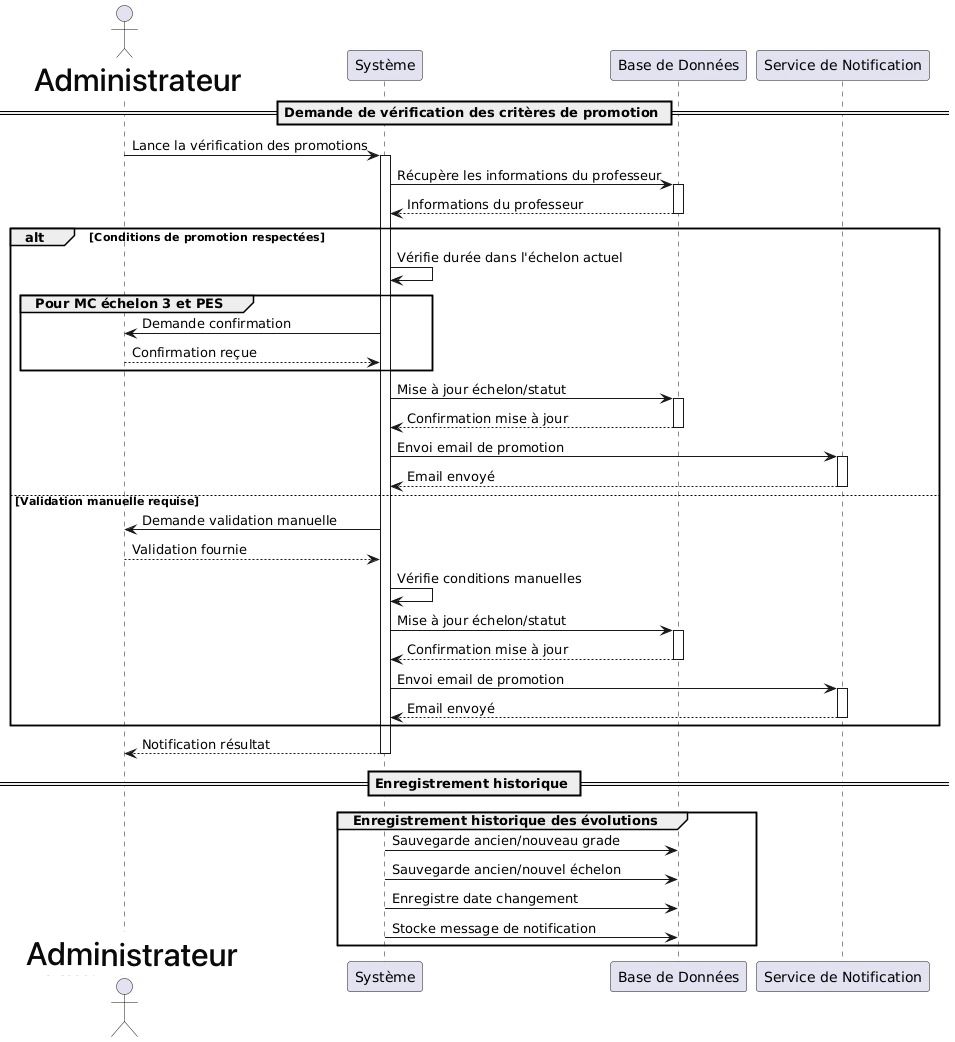 Administrateur
Système
Base de Données
Service de Notification
Demande de vérification des critères de promotion
Lance la vérification des promotions
Récupère les informations du professeur
Informations du professeur
alt
[Conditions de promotion respectées]
Vérifie durée dans l'échelon actuel
Pour MC échelon 3 et PES
Demande confirmation
Confirmation reçue
Mise à jour échelon/statut
Confirmation mise à jour
Envoi email de promotion
Email envoyé
[Validation manuelle requise]
Demande validation manuelle
Validation fournie
Vérifie conditions manuelles
Mise à jour échelon/statut
Confirmation mise à jour
Envoi email de promotion
Email envoyé
Notification résultat
Enregistrement historique
Enregistrement historique des évolutions
Sauvegarde ancien/nouveau grade
Sauvegarde ancien/nouvel échelon
Enregistre date changement
Stocke message de notification
Administrateur
Système
Base de Données
Service de Notification